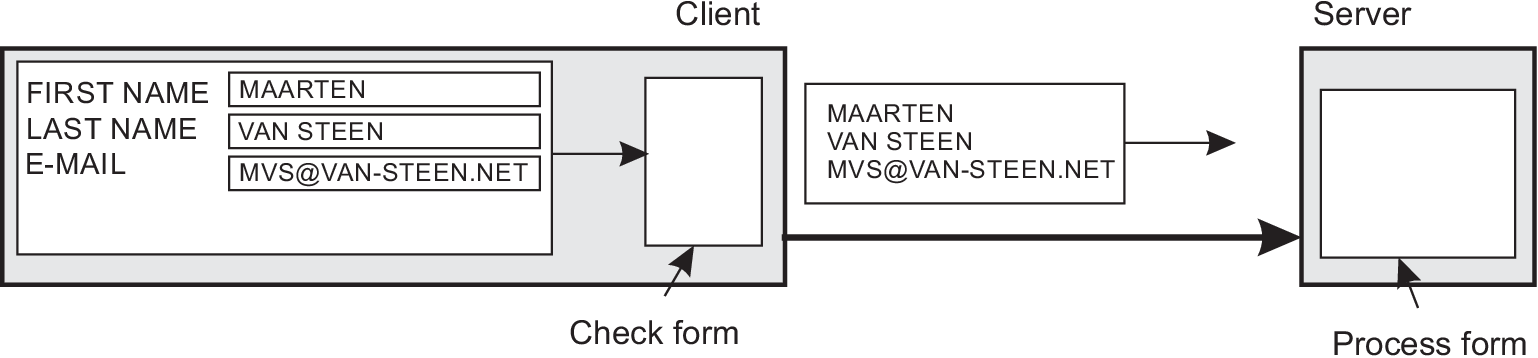 Client
Server
FIRST NAME MAARTEN
LAST NAME VAN STEEN
E-MAIL MVS@VAN-STEEN.NET
MAARTEN
VAN STEEN
MVS@VAN-STEEN.NET
Check form
Process form